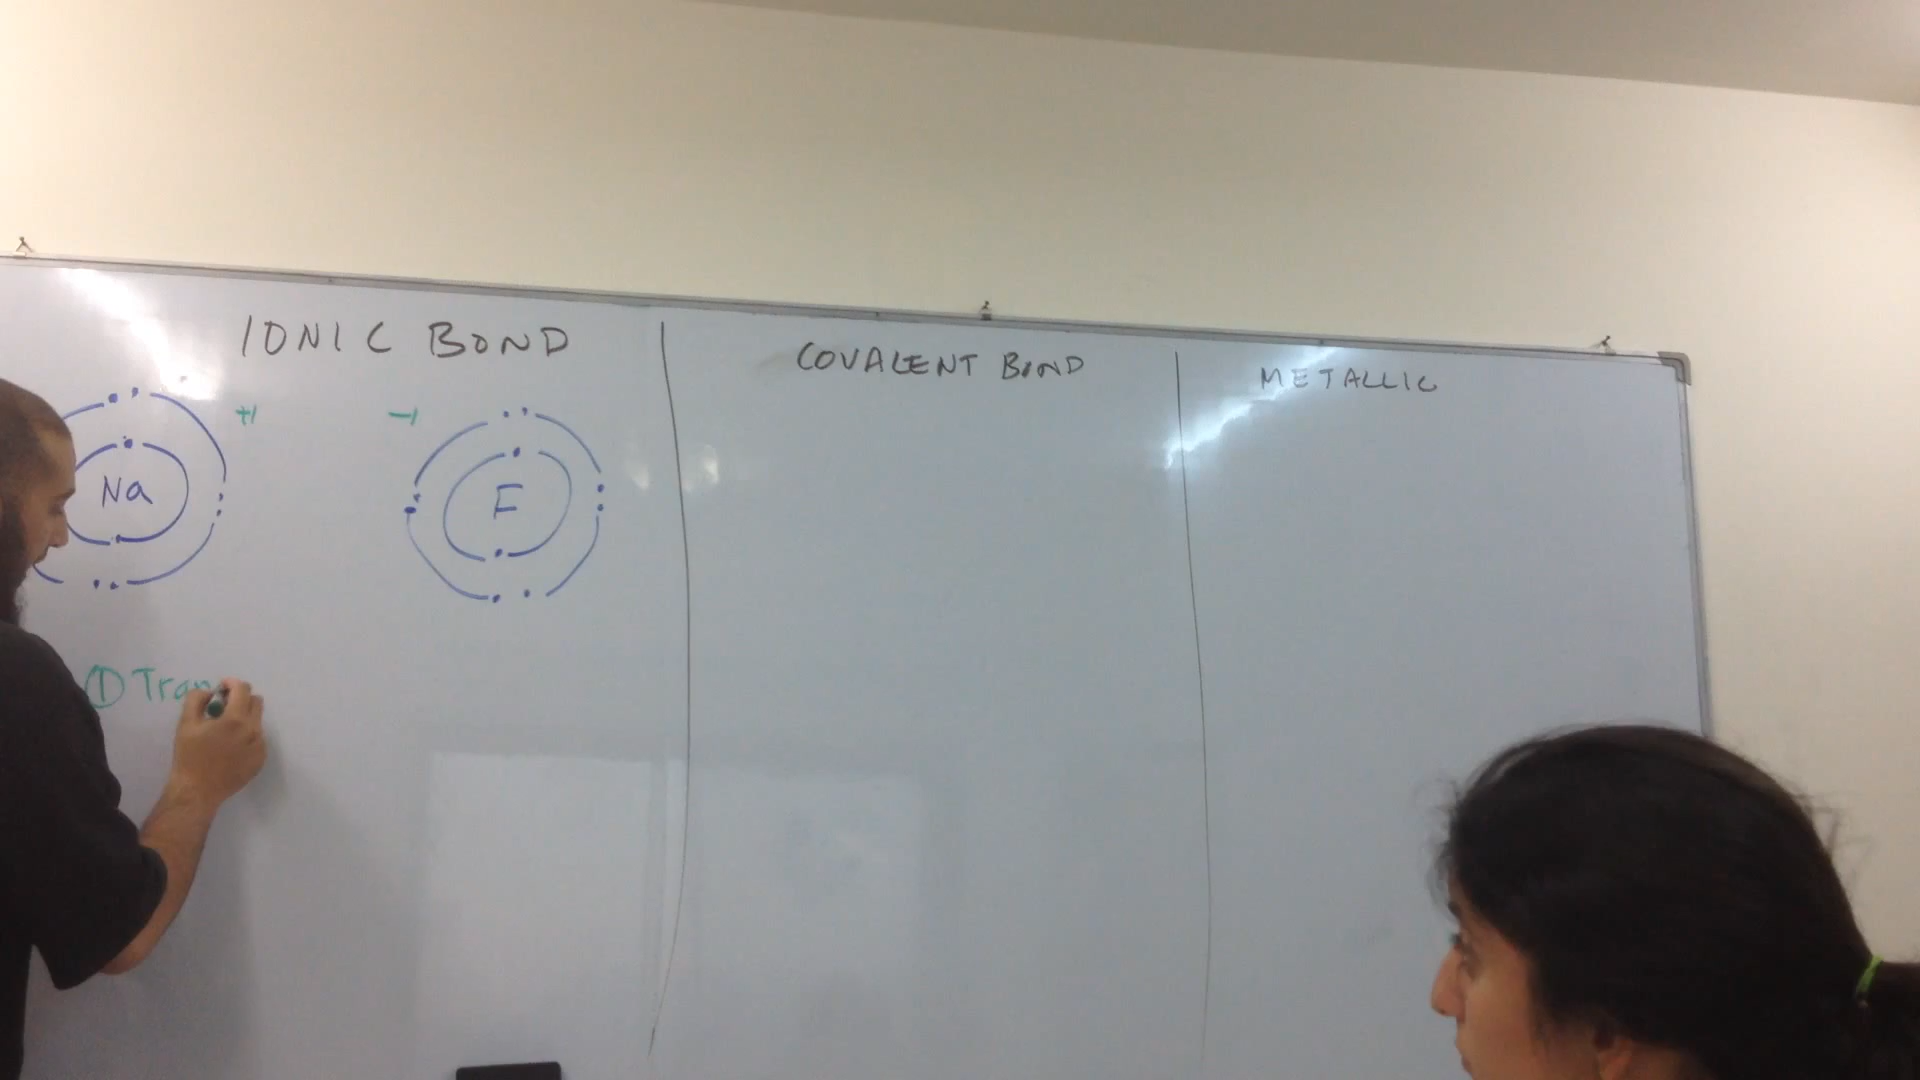 IONIC BOND
COVALENT BOND
METALLIC
+1
-1
Na
F
① Tran